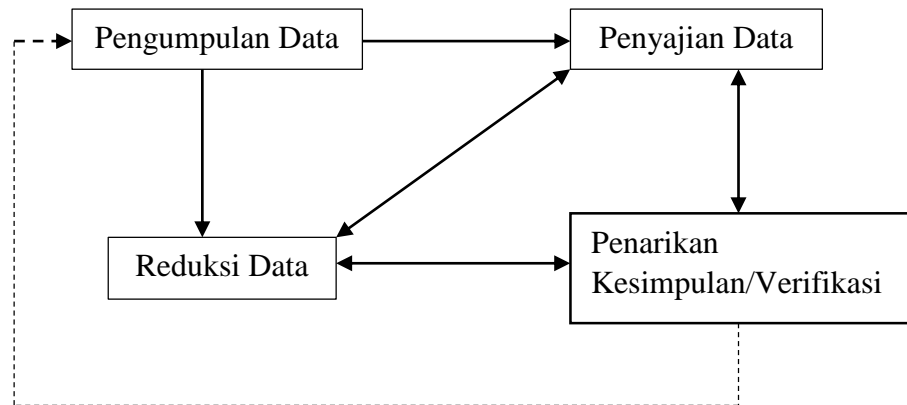 Pengumpulan Data
Penyajian Data
Reduksi Data
Penarikan
Kesimpulan/Verifikasi